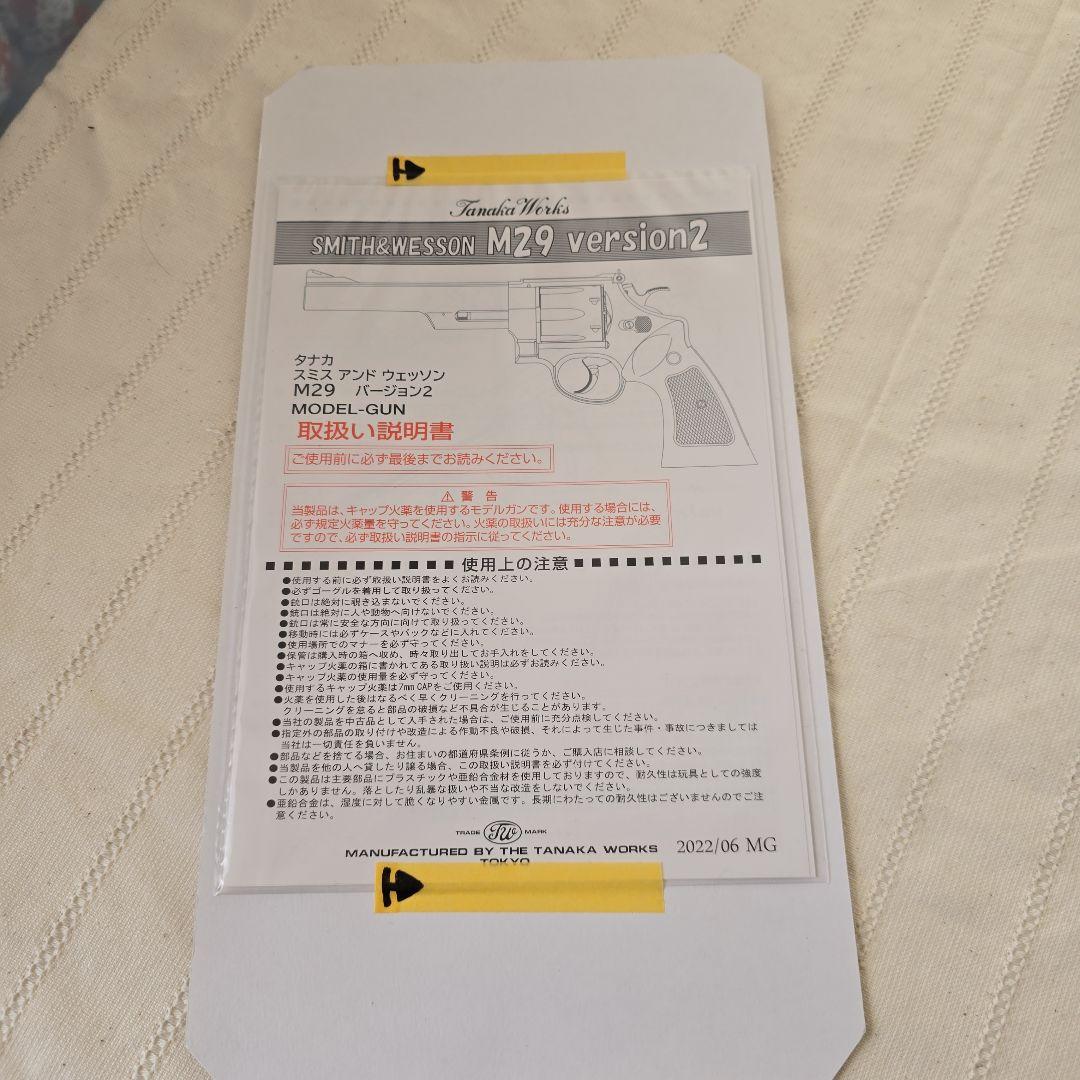 Tanaka Works
SMITH&WESSON M29 version2
タナカ
スミス アンド ウェッソン
M29 バージョン2
MODEL-GUN
取扱い説明書
ご使用前に必ず最後までお読みください。
⚠ 警 告
当製品は、キャップ火薬を使用するモデルガンです。使用する場合には、
必ず規定火薬量を守ってください。火薬の取扱いには充分な注意が必要
ですので、必ず取扱い説明書の指示に従ってください。
使用上の注意
●使用する前に必ず取扱い説明書をよくお読みください。
●必ずゴーグルを着用して取り扱ってください。
●銃口は絶対に覗き込まないでください。
●銃口は絶対に人や動物へ向けないでください。
●銃口は常に安全な方向に向けて取り扱ってください。
●移動時には必ずケースやバックなどに入れてください。
●使用場所でのマナーを必ず守ってください。
●保管は購入時の箱へ収め、時々取り出してお手入れをしてください。
●キャップ火薬の箱に書かれてある取り扱い説明は必ずお読みください。
●キャップ火薬の使用量を必ず守ってください。
●使用するキャップ火薬は7mm CAPをご使用ください。
●火薬を使用した後はなるべく早くクリーニングを行ってください。
クリーニングを怠ると部品の破損など不具合が生じることがあります。
●当社の製品を中古品として入手された場合は、ご使用前に充分点検してください。
●指定外の部品の取り付けや改造による作動不良や破損、それによって生じた事件・事故につきましては
当社は一切責任を負いません。
●部品などを捨てる場合、お住まいの都道府県条例に従うか、ご購入店に相談してください。
●当製品を他の人へ貸したり譲る場合、この取扱い説明書を必ず付けてください。
●この製品は主要部品にプラスチックや亜鉛合金材を使用しておりますので、耐久性は玩具としての強度
しかありません。落としたり乱暴な扱いや不当な改造をしないでください。
●亜鉛合金は、湿度に対して脆くなりやすい金属です。長期にわたっての耐久性はございませんのでご注
意ください。
TRADE TW MARK
MANUFACTURED BY THE TANAKA WORKS 2022/06 MG
TOKYO